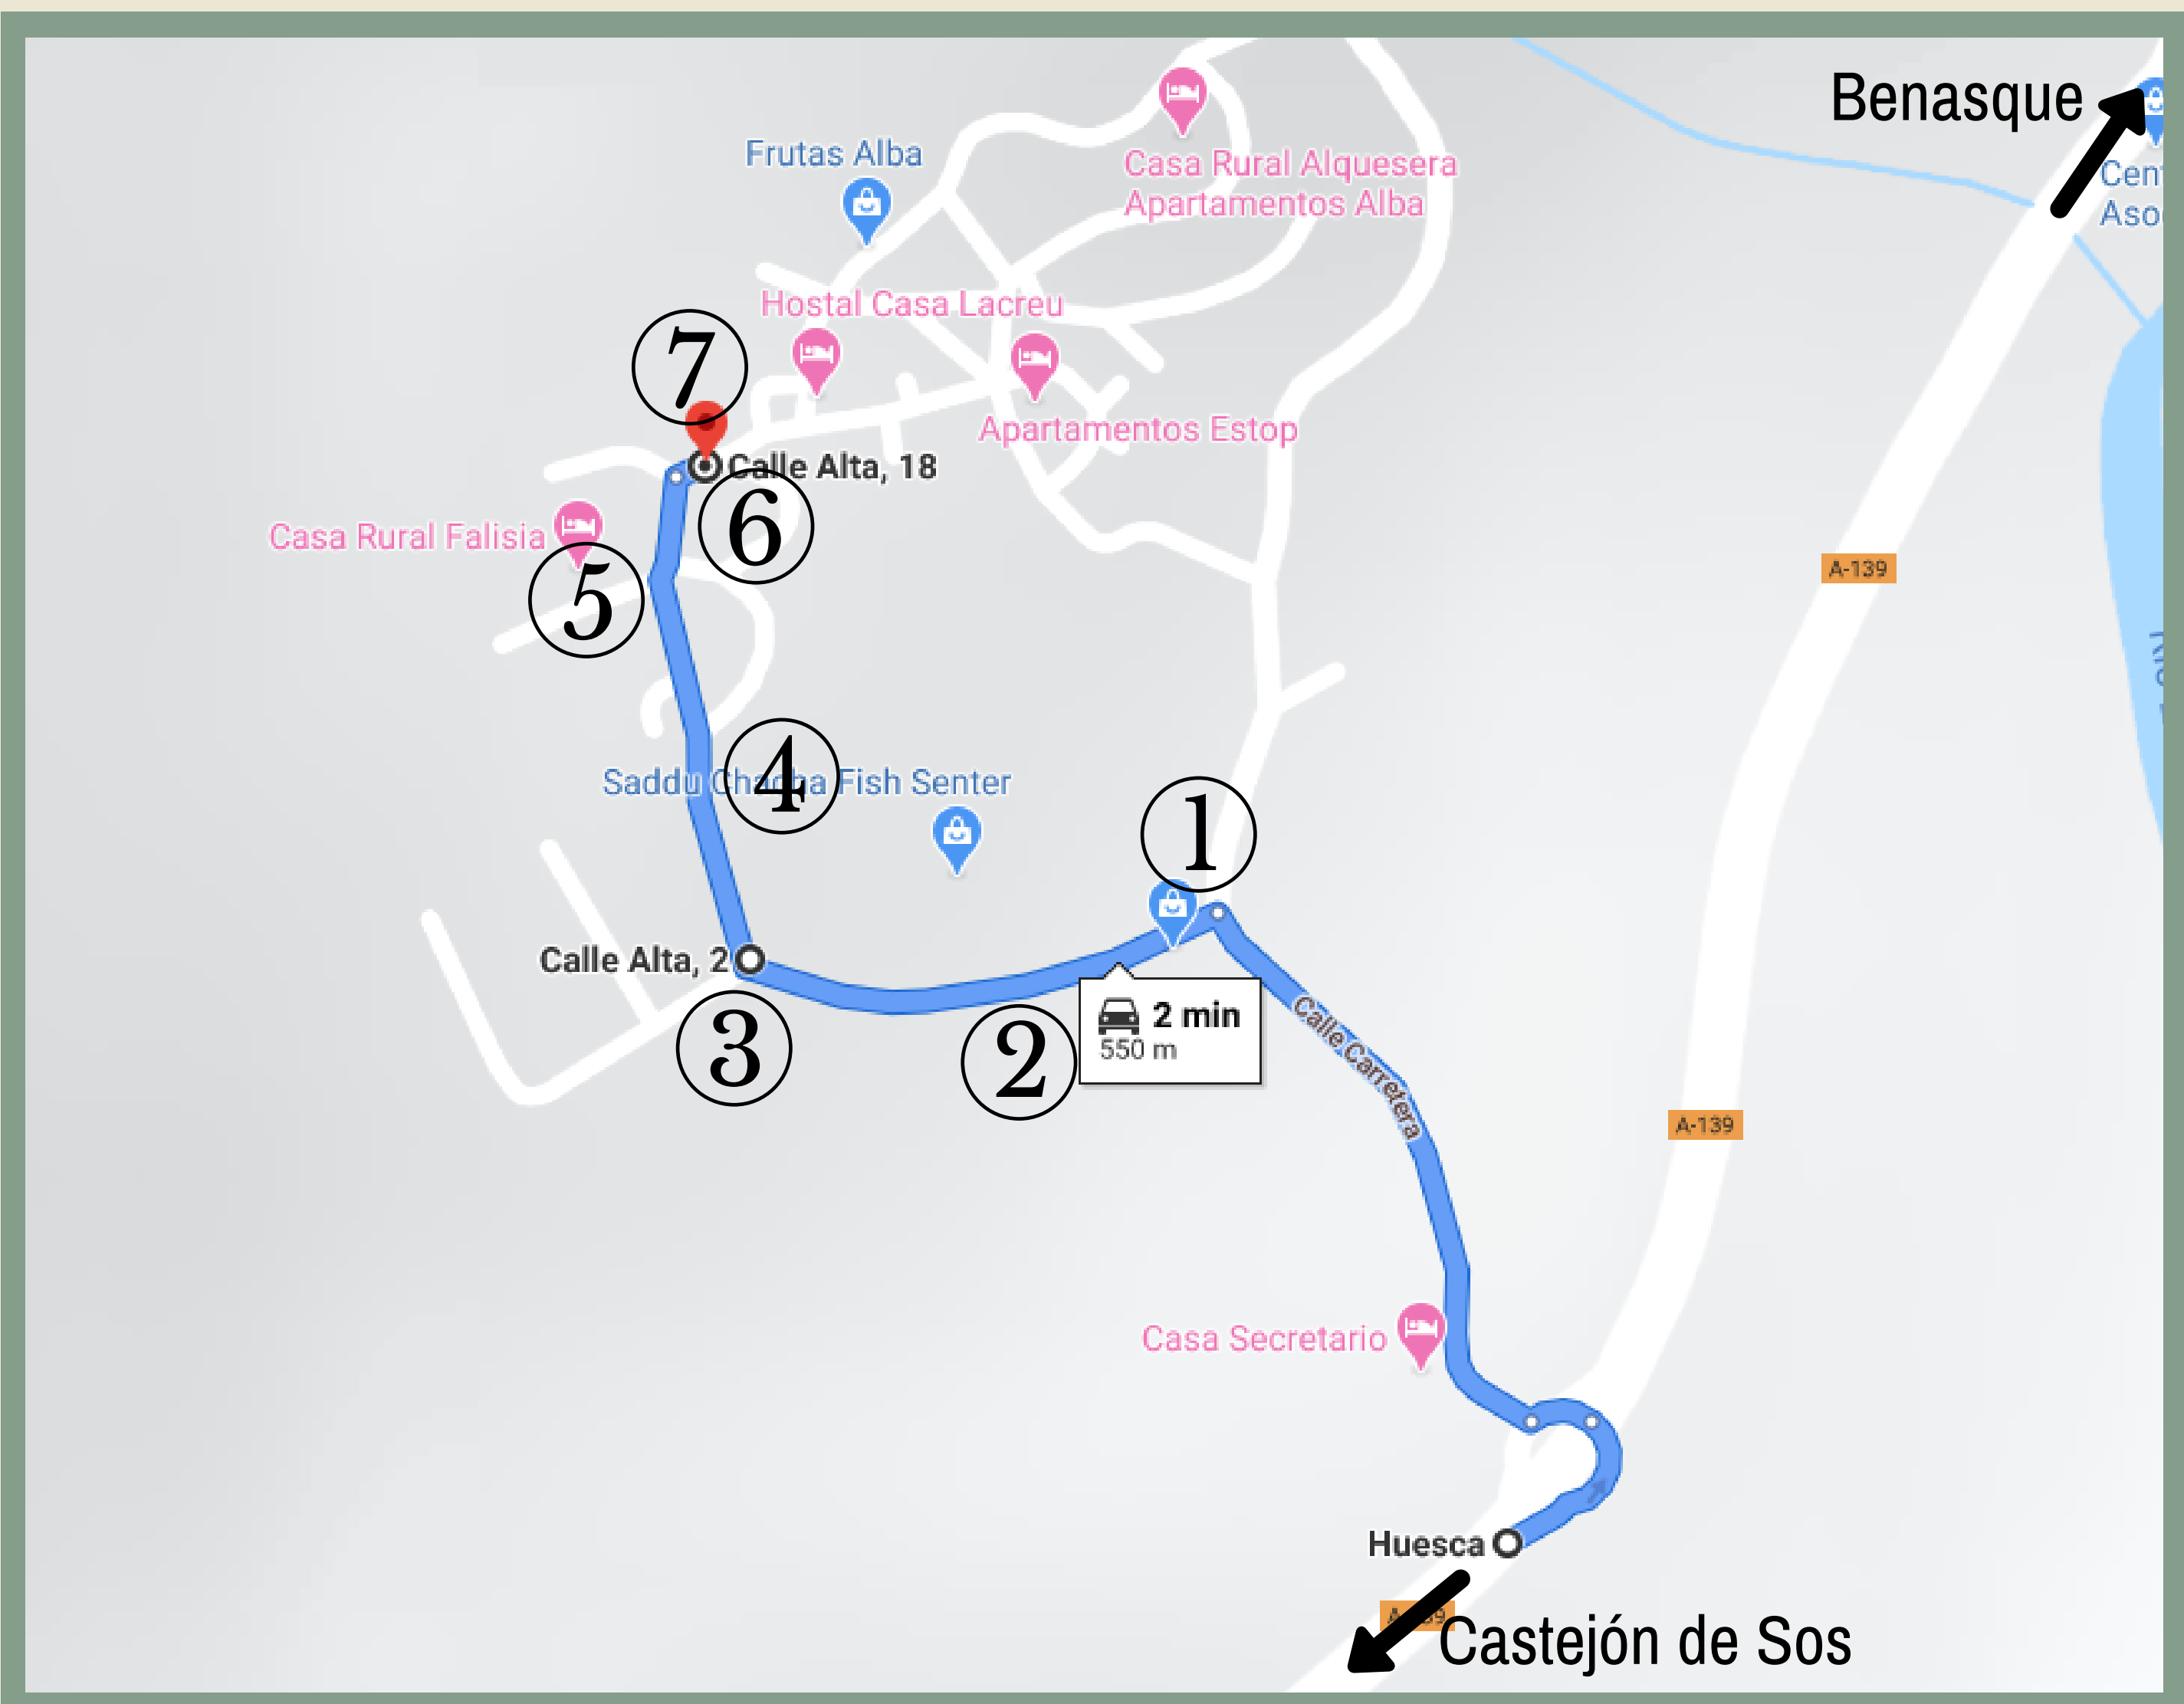 Benasque
Frutas Alba
Casa Rural Alquesera
Apartamentos Alba
Hostal Casa Lacreu
7
Apartamentos Estop
Calle Alta, 18
6
Casa Rural Falisia
5
A-139
4
Saddu Chacha Fish Senter
1
Calle Alta, 2
3
2
2 min
550 m
Calle Carretera
A-139
Casa Secretario
Huesca
Castejón de Sos